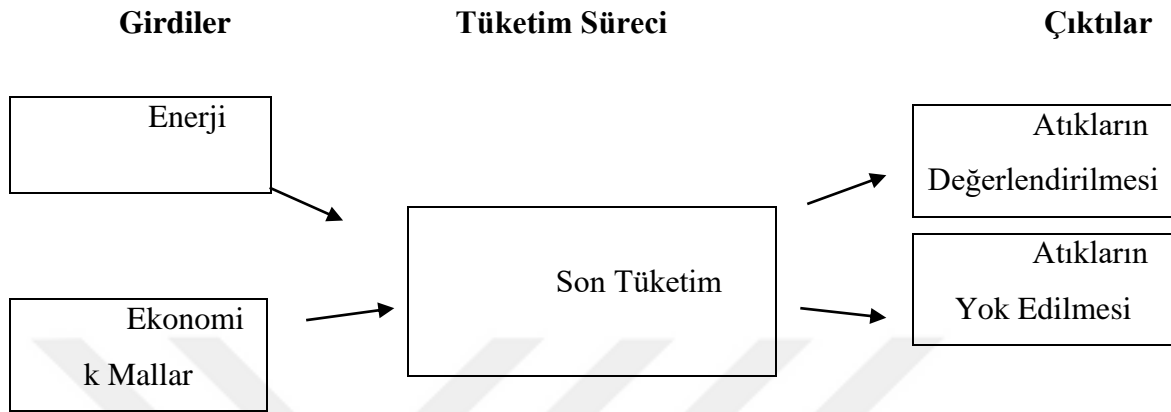 Girdiler Tüketim Süreci Çıktılar
Enerji
Atıkların
Değerlendirilmesi
Son Tüketim
Atıkların
Yok Edilmesi
Ekonomi
k Mallar